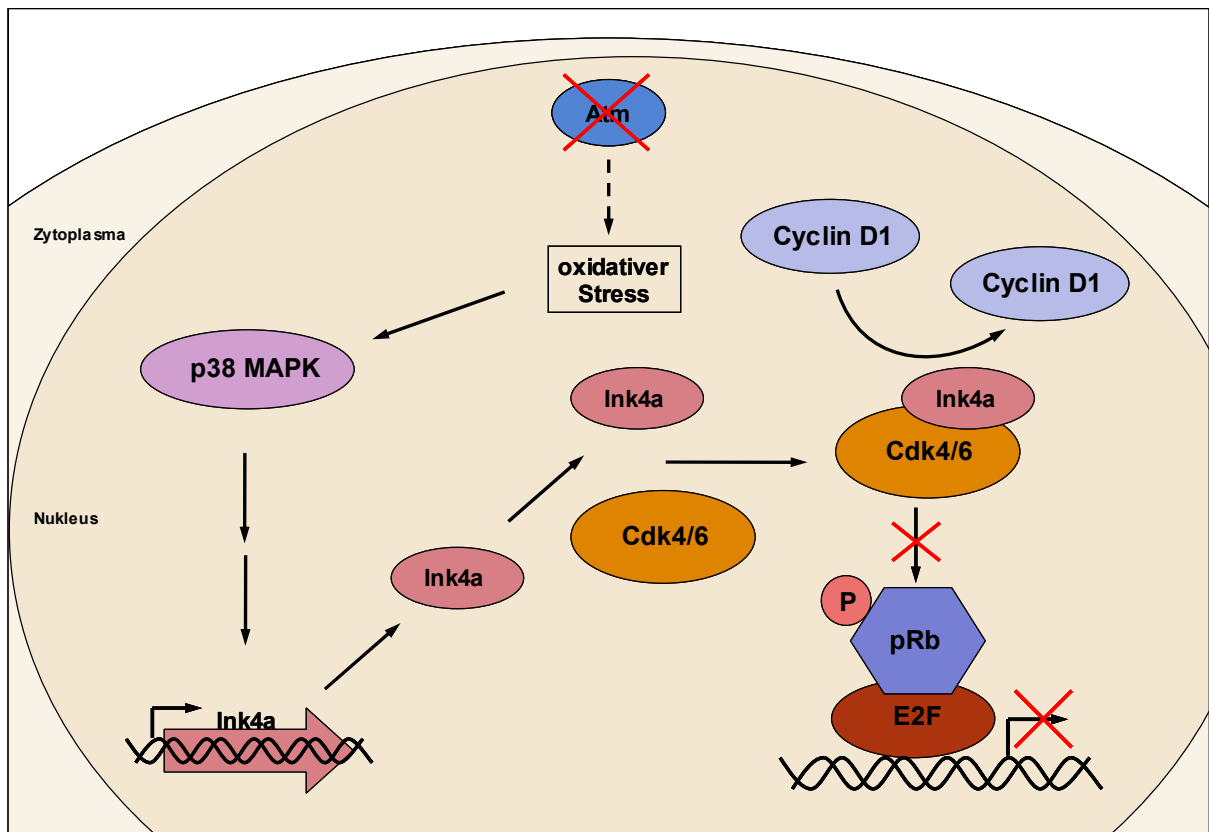 Atm
Zytoplasma
Cyclin D1
oxidativer
Stress
Cyclin D1
p38 MAPK
Ink4a
Ink4a
Cdk4/6
Nukleus
Cdk4/6
Ink4a
P
pRb
Ink4a
E2F